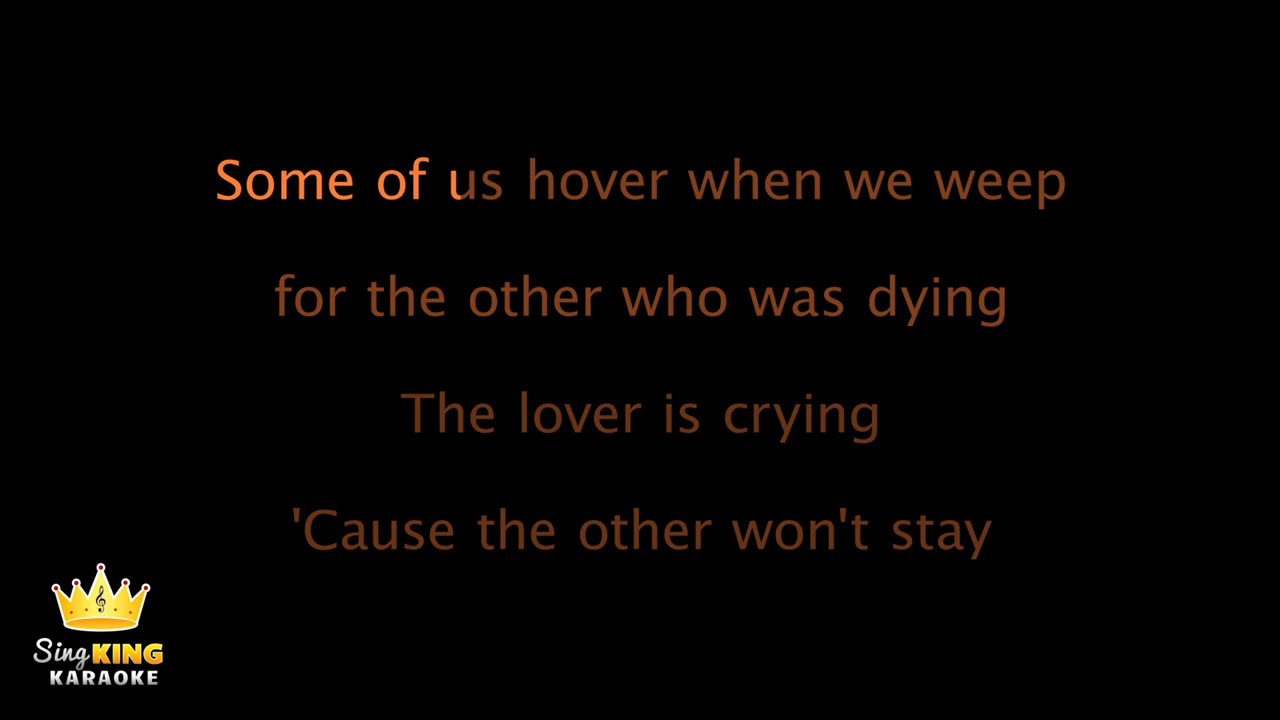 Some of us hover when we weep
for the other who was dying
The lover is crying
'Cause the other won't stay
Sing KING
KARAOKE